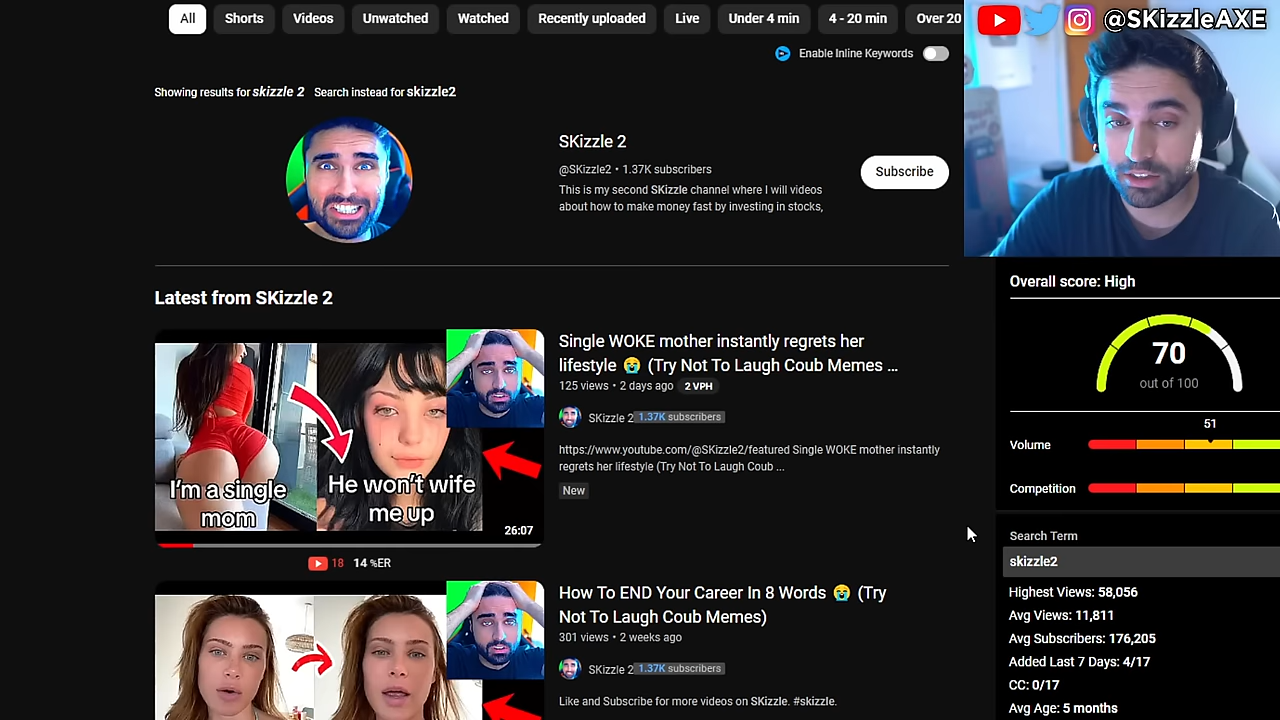 All
Shorts
Videos
Unwatched
Watched
Recently uploaded
Live
Under 4 min
4 - 20 min
Over 20
@SKizzleAXE
Enable Inline Keywords
Showing results for skizzle 2 Search instead for skizzle2
SKizzle 2
@SKizzle2 • 1.37K subscribers
This is my second SKizzle channel where I will videos
about how to make money fast by investing in stocks,
Subscribe
Latest from SKizzle 2
I'm a single
mom
He won't wife
me up
26:07
18 14 %ER
Single WOKE mother instantly regrets her
lifestyle 😭 (Try Not To Laugh Coub Memes ...
125 views • 2 days ago 2 VPH
SKizzle 2 1.37K subscribers
https://www.youtube.com/@SKizzle2/featured Single WOKE mother instantly
regrets her lifestyle (Try Not To Laugh Coub ...
New
How To END Your Career In 8 Words 😭 (Try
Not To Laugh Coub Memes)
301 views • 2 weeks ago
SKizzle 2 1.37K subscribers
Like and Subscribe for more videos on SKizzle. #skizzle.
Overall score: High
70
out of 100
51
Volume
Competition
Search Term
skizzle2
Highest Views: 58,056
Avg Views: 11,811
Avg Subscribers: 176,205
Added Last 7 Days: 4/17
CC: 0/17
Avg Age: 5 months